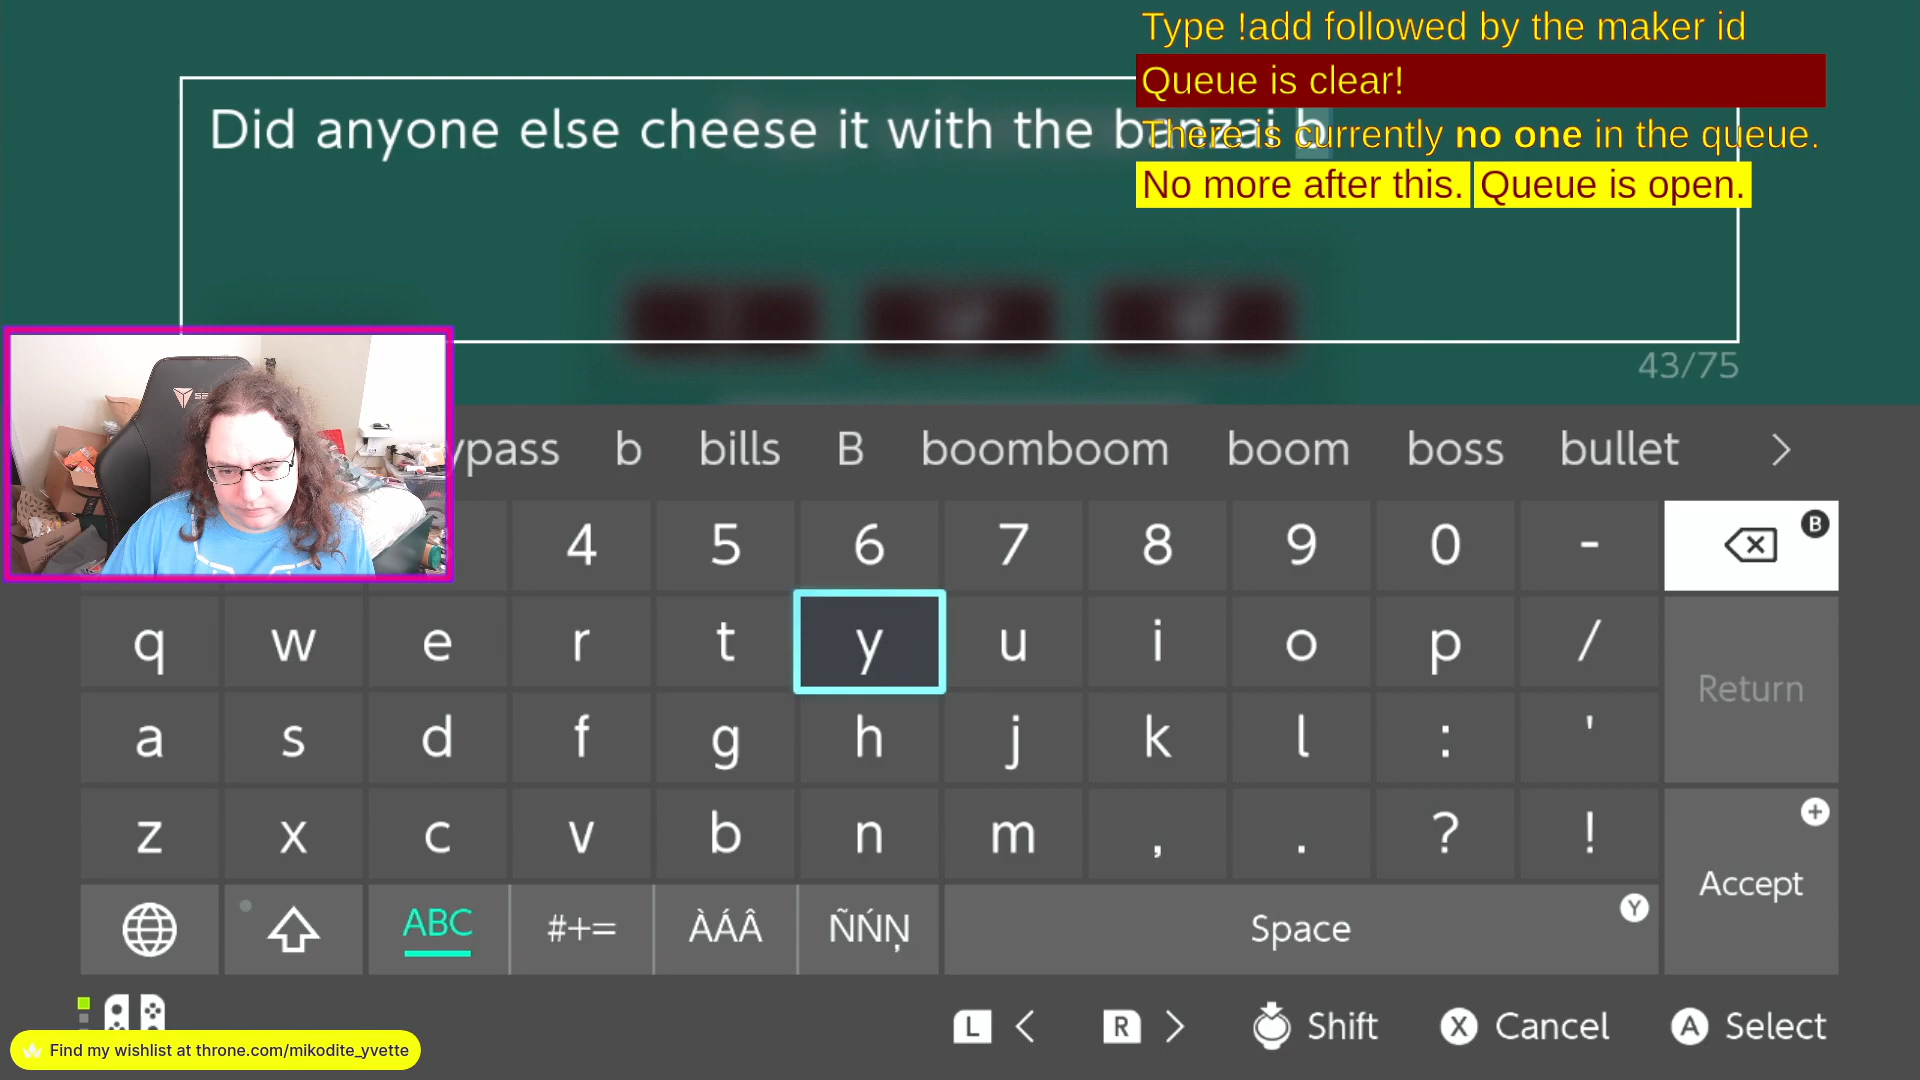 Type !add followed by the maker id
Queue is clear!
Did anyone else cheese it with the banzai b
There is currently no one in the queue.
No more after this. Queue is open.
43/75
ypass b bills B boomboom boom boss bullet >
4 5 6 7 8 9 0 - B
q w e r t y u i o p /
Return
a s d f g h j k l : '
z x c v b n m , . ? ! +
Accept
ABC #+= ÀÁÂ ÑŃŅ Space Y
L < R > Shift X Cancel A Select
Find my wishlist at throne.com/mikodite_yvette